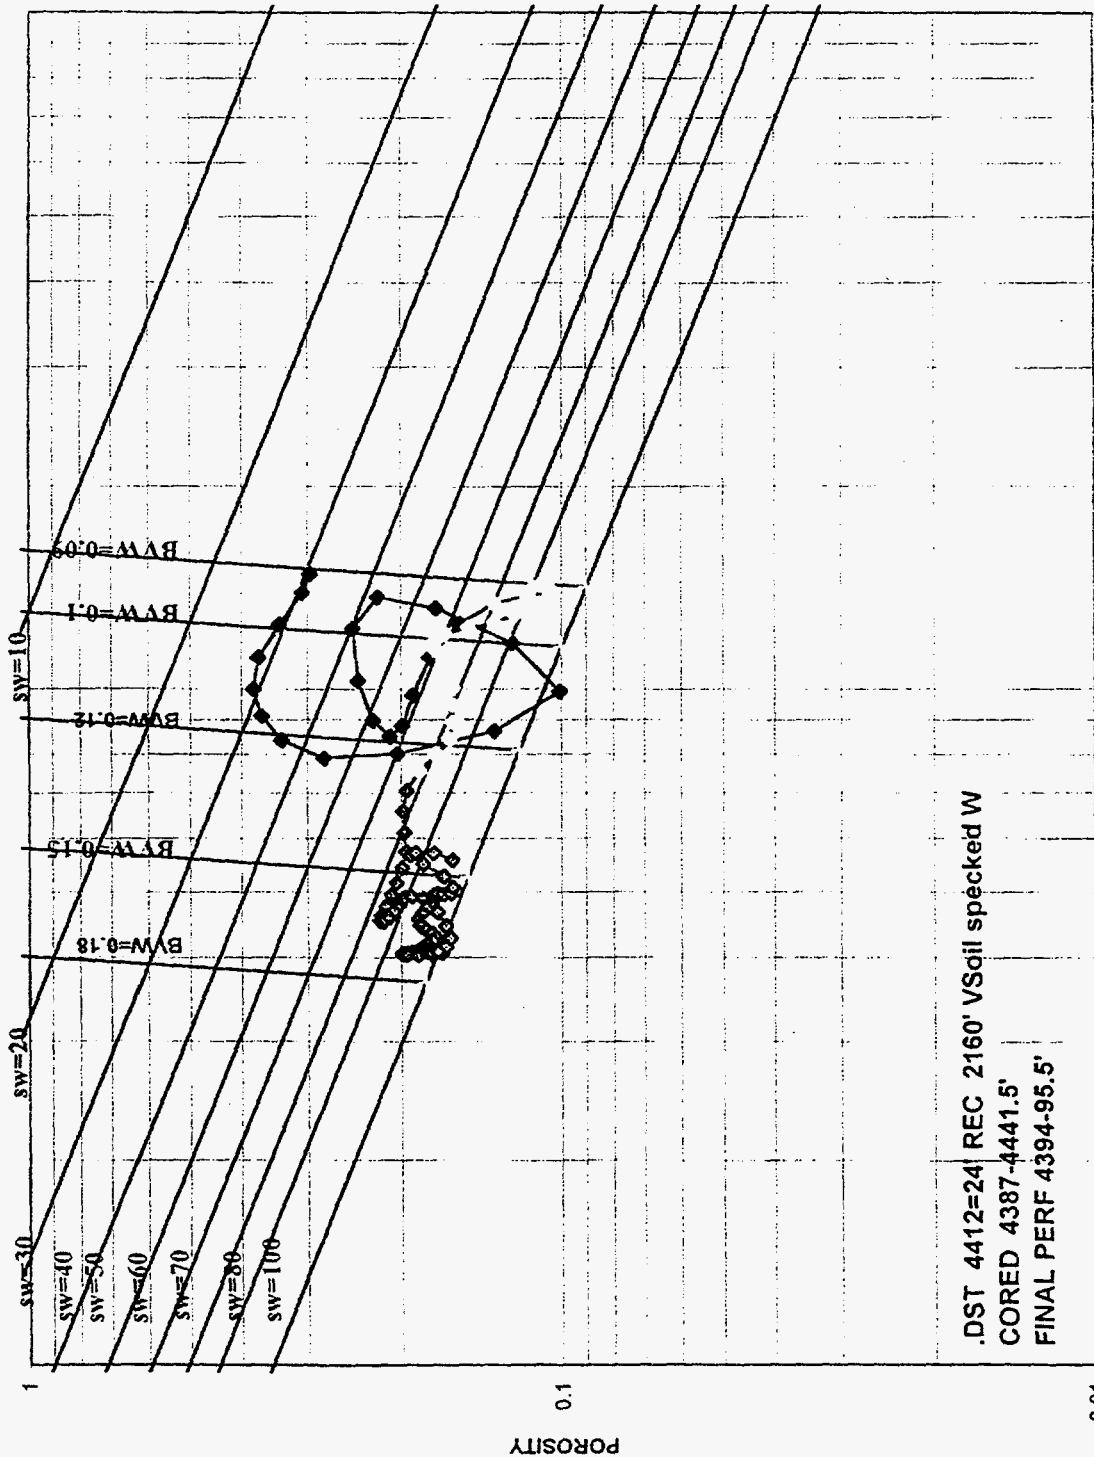 POROSITY
1
0.1
0.01
sw=10
sw=20
sw=30
sw=40
sw=50
sw=60
sw=70
sw=80
sw=100
BVW=0.09
BVW=0.1
BVW=0.12
BVW=0.15
BVW=0.18
.DST 4412=24' REC 2160' VSoil specked W
CORED 4387-4441.5'
FINAL PERF 4394-95.5'